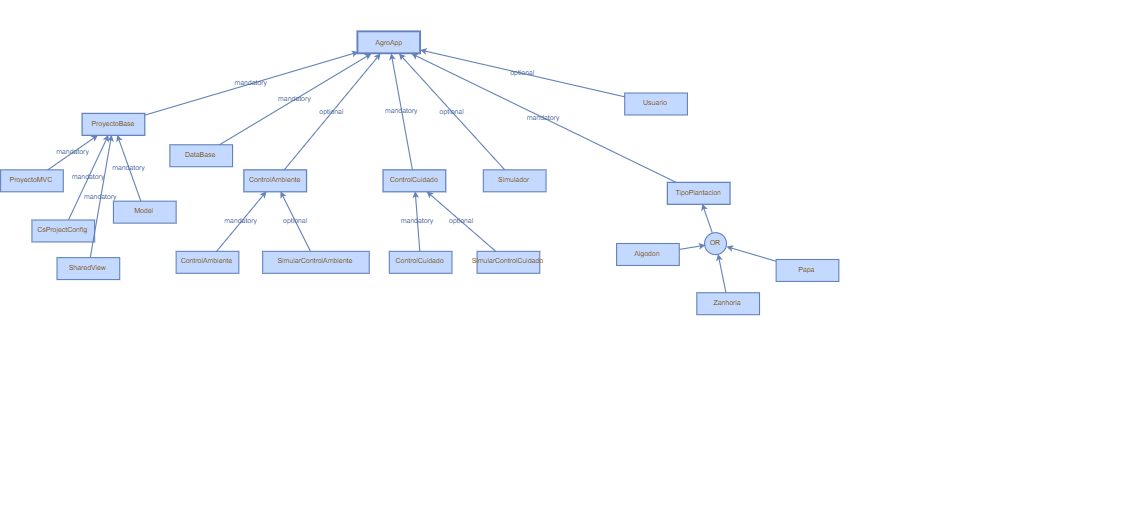 AgroApp
optional
mandatory
mandatory
optional
mandatory
optional
mandatory
Usuario
ProyectoBase
mandatory
DataBase
mandatory
mandatory
mandatory
ProyectoMVC
ControlAmbiente
ControlCuidado
Simulador
TipoPlantacion
Model
mandatory
optional
mandatory
optional
CsProjectConfig
OR
Algodon
SharedView
ControlAmbiente
SimularControlAmbiente
ControlCuidado
SimularControlCuidado
Papa
Zanhoria